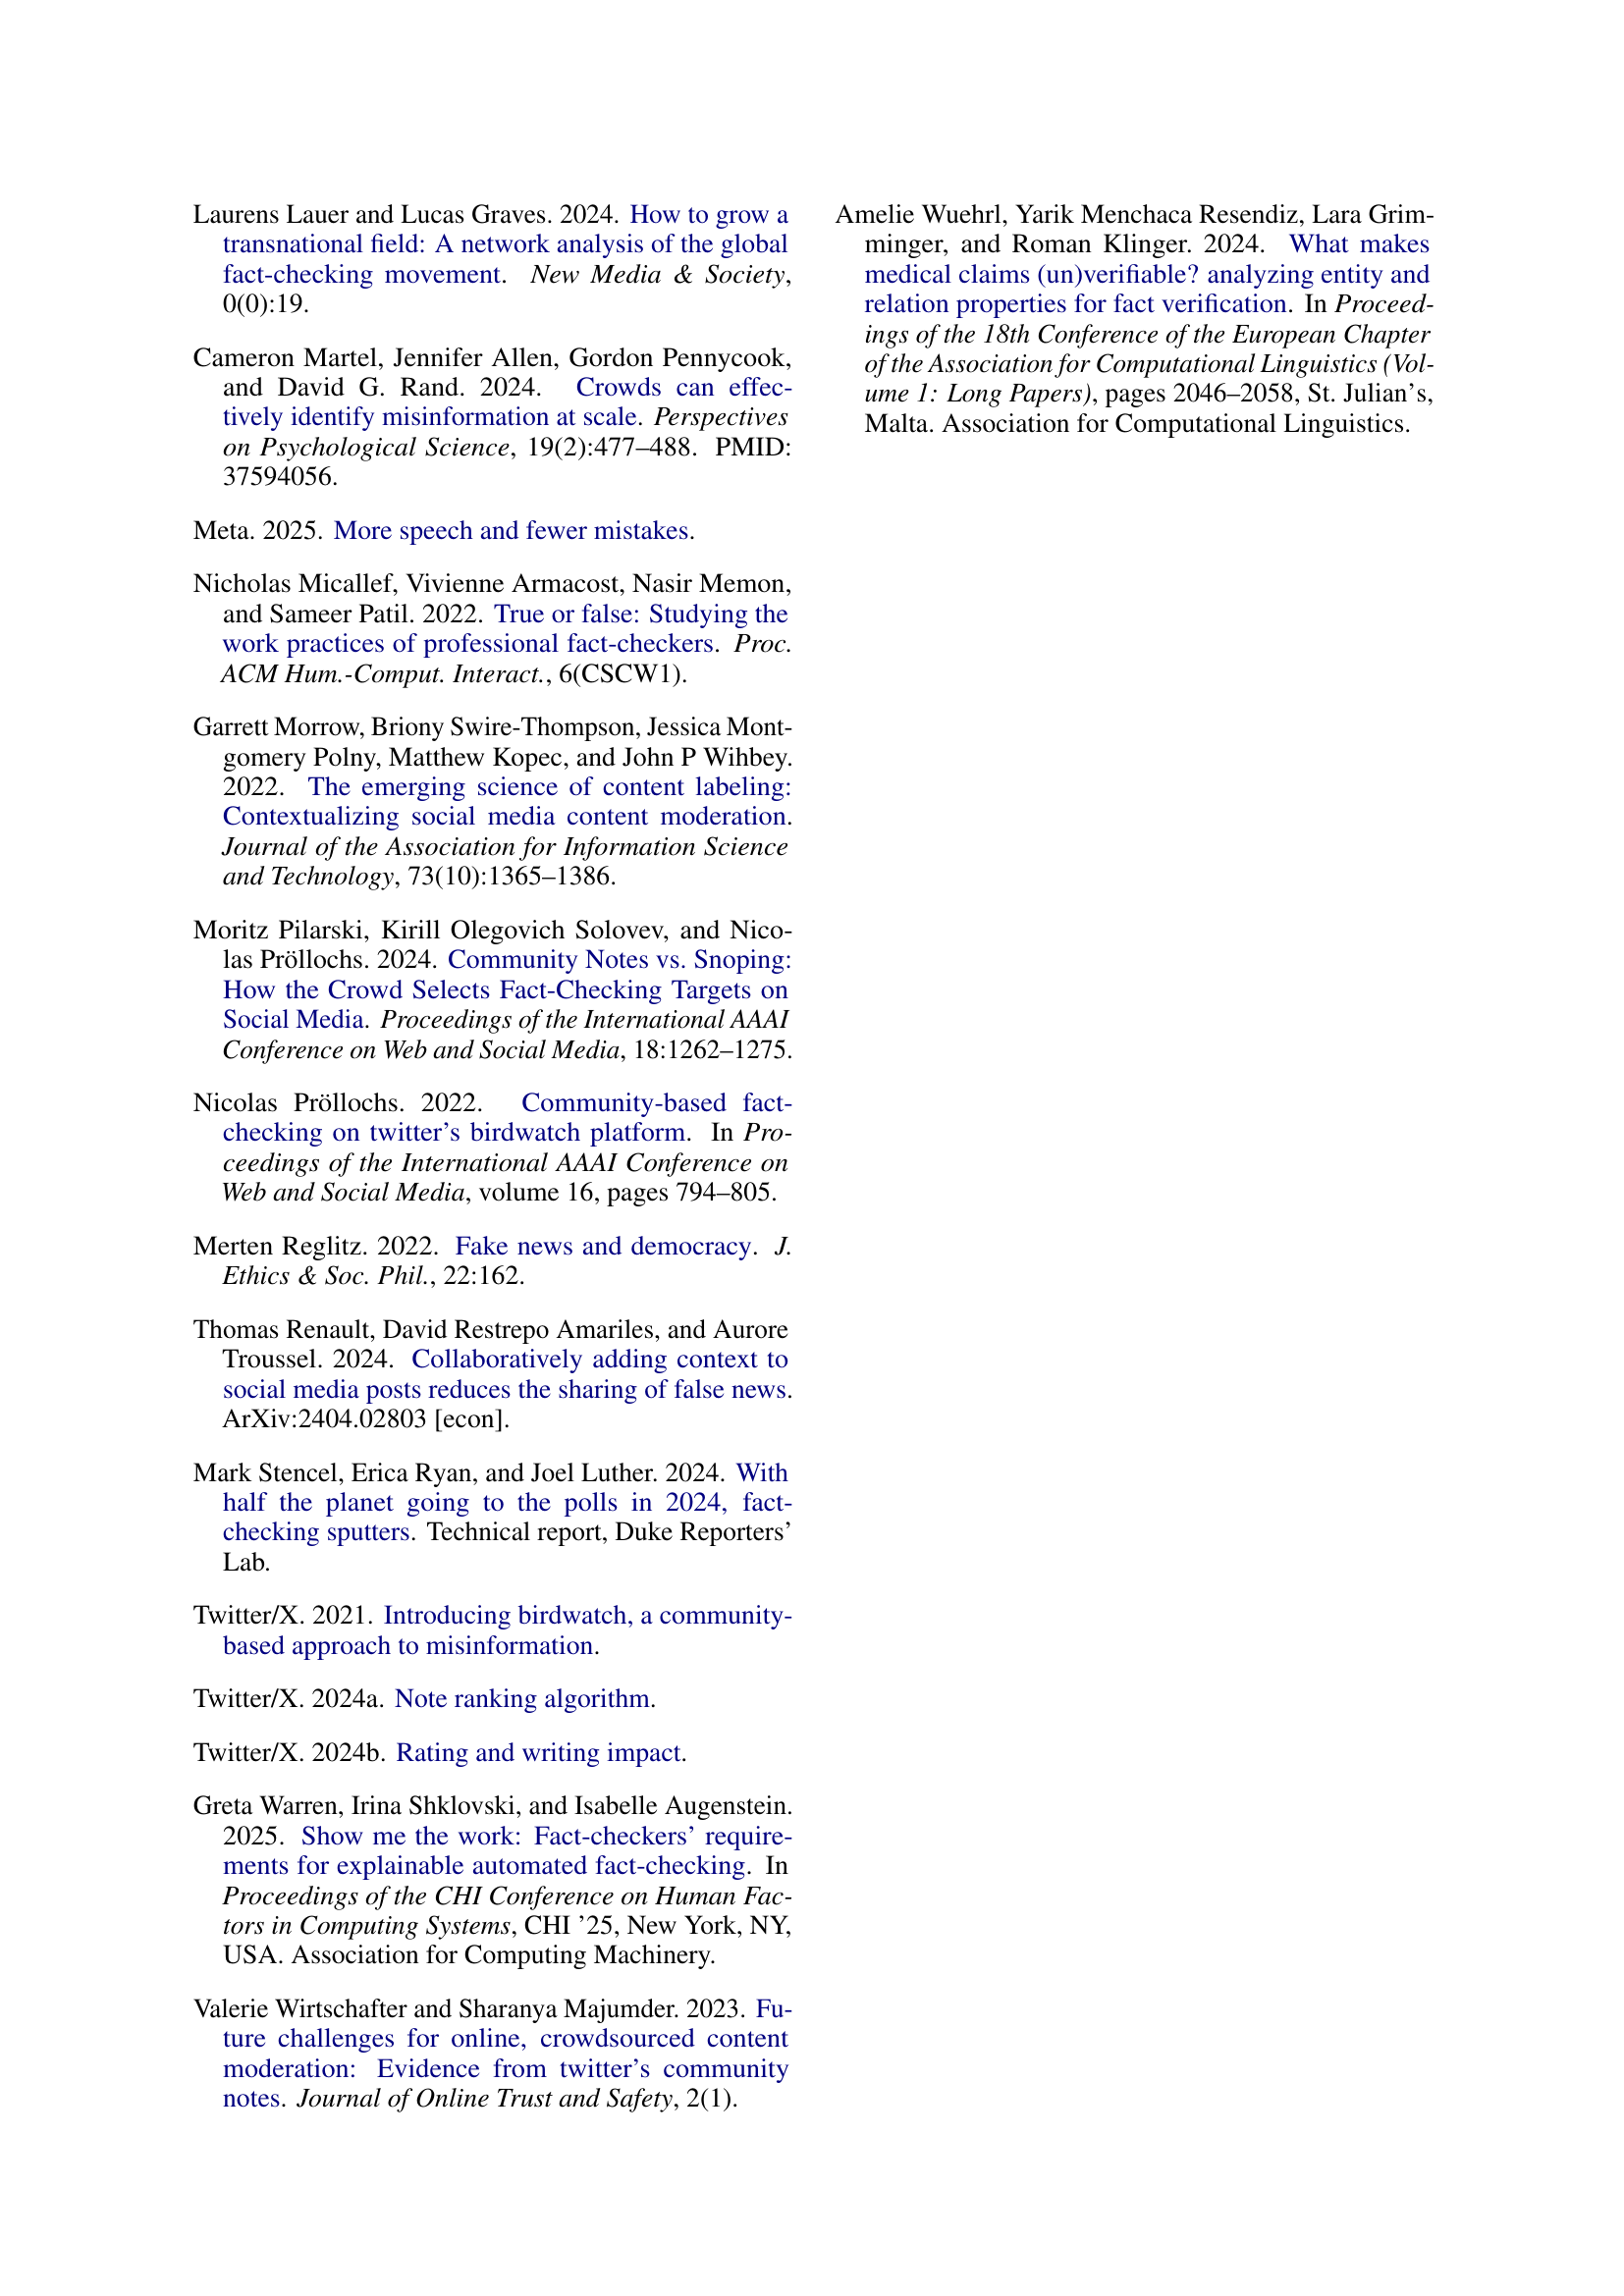 Laurens Lauer and Lucas Graves. 2024. How to grow a
transnational field: A network analysis of the global
fact-checking movement. New Media & Society,
0(0):19.
Cameron Martel, Jennifer Allen, Gordon Pennycook,
and David G. Rand. 2024. Crowds can effec-
tively identify misinformation at scale. Perspectives
on Psychological Science, 19(2):477–488. PMID:
37594056.
Meta. 2025. More speech and fewer mistakes.
Nicholas Micallef, Vivienne Armacost, Nasir Memon,
and Sameer Patil. 2022. True or false: Studying the
work practices of professional fact-checkers. Proc.
ACM Hum.-Comput. Interact., 6(CSCW1).
Garrett Morrow, Briony Swire-Thompson, Jessica Mont-
gomery Polny, Matthew Kopec, and John P Wihbey.
2022. The emerging science of content labeling:
Contextualizing social media content moderation.
Journal of the Association for Information Science
and Technology, 73(10):1365–1386.
Moritz Pilarski, Kirill Olegovich Solovev, and Nico-
las Pröllochs. 2024. Community Notes vs. Snoping:
How the Crowd Selects Fact-Checking Targets on
Social Media. Proceedings of the International AAAI
Conference on Web and Social Media, 18:1262–1275.
Nicolas Pröllochs. 2022. Community-based fact-
checking on twitter's birdwatch platform. In Pro-
ceedings of the International AAAI Conference on
Web and Social Media, volume 16, pages 794–805.
Merten Reglitz. 2022. Fake news and democracy. J.
Ethics & Soc. Phil., 22:162.
Thomas Renault, David Restrepo Amariles, and Aurore
Troussel. 2024. Collaboratively adding context to
social media posts reduces the sharing of false news.
ArXiv:2404.02803 [econ].
Mark Stencel, Erica Ryan, and Joel Luther. 2024. With
half the planet going to the polls in 2024, fact-
checking sputters. Technical report, Duke Reporters'
Lab.
Twitter/X. 2021. Introducing birdwatch, a community-
based approach to misinformation.
Twitter/X. 2024a. Note ranking algorithm.
Twitter/X. 2024b. Rating and writing impact.
Greta Warren, Irina Shklovski, and Isabelle Augenstein.
2025. Show me the work: Fact-checkers' require-
ments for explainable automated fact-checking. In
Proceedings of the CHI Conference on Human Fac-
tors in Computing Systems, CHI '25, New York, NY,
USA. Association for Computing Machinery.
Valerie Wirtschafter and Sharanya Majumder. 2023. Fu-
ture challenges for online, crowdsourced content
moderation: Evidence from twitter's community
notes. Journal of Online Trust and Safety, 2(1).
Amelie Wuehrl, Yarik Menchaca Resendiz, Lara Grim-
minger, and Roman Klinger. 2024. What makes
medical claims (un)verifiable? analyzing entity and
relation properties for fact verification. In Proceed-
ings of the 18th Conference of the European Chapter
of the Association for Computational Linguistics (Vol-
ume 1: Long Papers), pages 2046–2058, St. Julian's,
Malta. Association for Computational Linguistics.